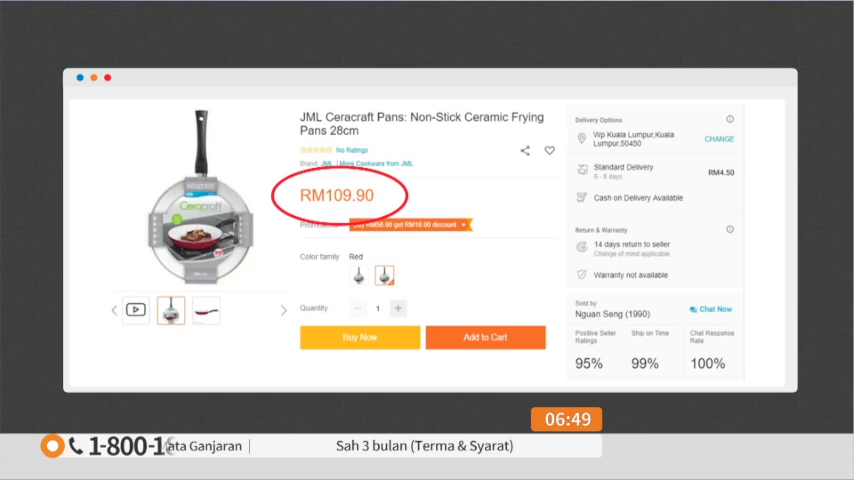 JML Ceracraft Pans: Non-Stick Ceramic Frying
Pans 28cm
No Ratings
Brand: JML | More Cookware from JML
RM109.90
RM50.00 get RM10.00 discount
Color family Red
Quantity 1
Buy Now
Add to Cart
Ceracraft
Delivery Options
Wp Kuala Lumpur,Kuala
Lumpur,50450
CHANGE
Standard Delivery
6 - 8 days
RM4.50
Cash on Delivery Available
Return & Warranty
14 days return to seller
Change of mind applicable
Warranty not available
Sold by
Nguan Seng (1990)
Chat Now
Positive Seller
Ratings
95%
Ship on Time
99%
Chat Response
Rate
100%
06:49
1-800-1
ata Ganjaran |
Sah 3 bulan (Terma & Syarat)